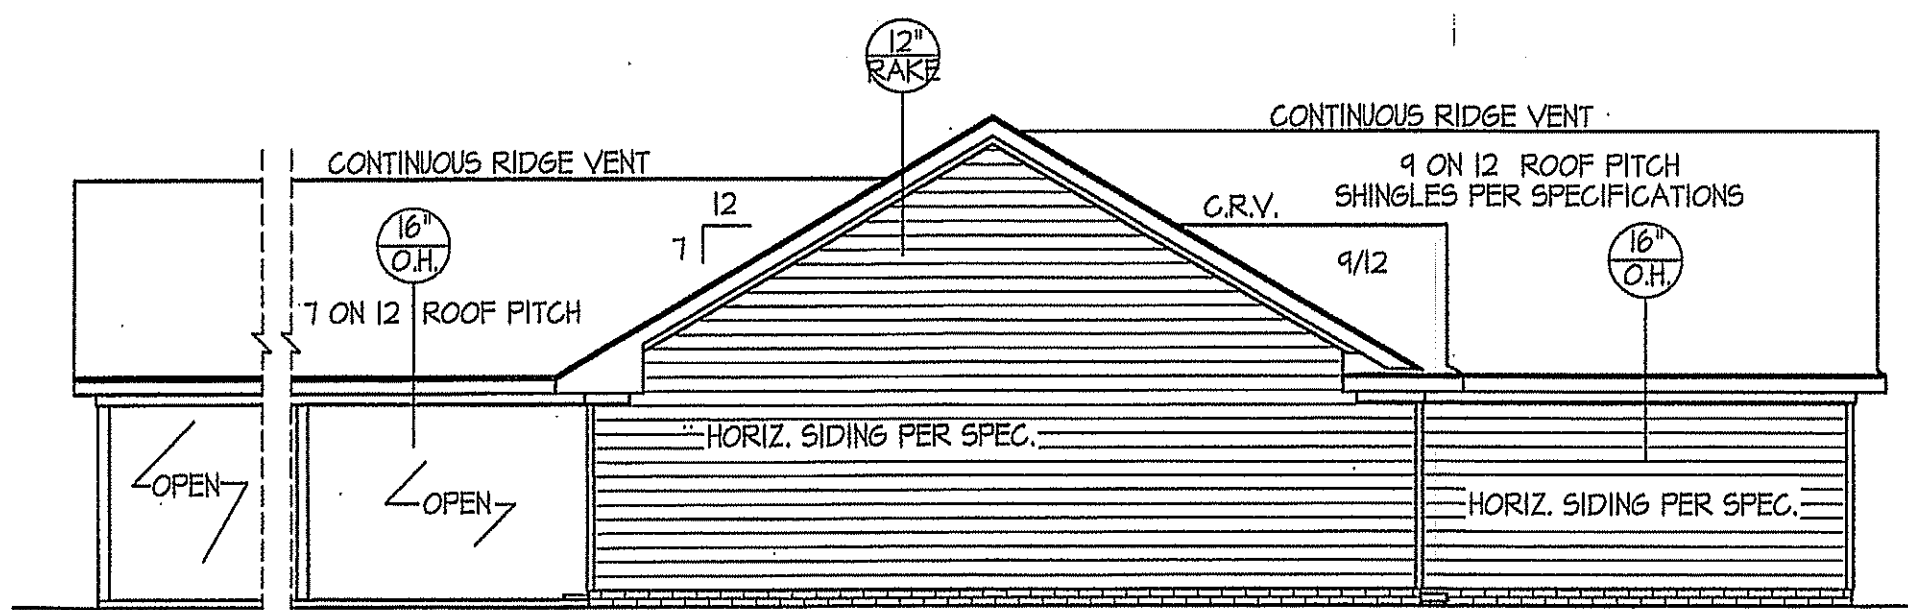 12"
RAKE
CONTINUOUS RIDGE VENT
CONTINUOUS RIDGE VENT
9 ON 12 ROOF PITCH
SHINGLES PER SPECIFICATIONS
12
7
C.R.V.
16"
O.H.
16"
O.H.
9/12
7 ON 12 ROOF PITCH
HORIZ. SIDING PER SPEC.
OPEN
OPEN
HORIZ. SIDING PER SPEC.